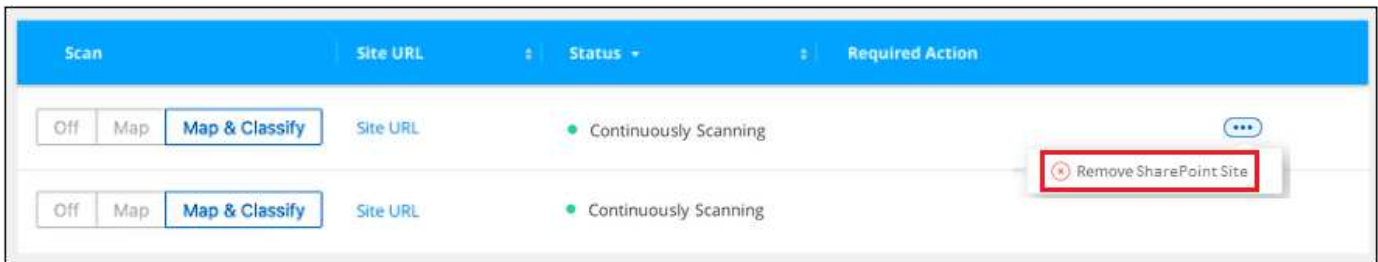 Scan Site URL Status Required Action
Off Map Map & Classify Site URL Continuously Scanning
Remove SharePoint Site
Off Map Map & Classify Site URL Continuously Scanning